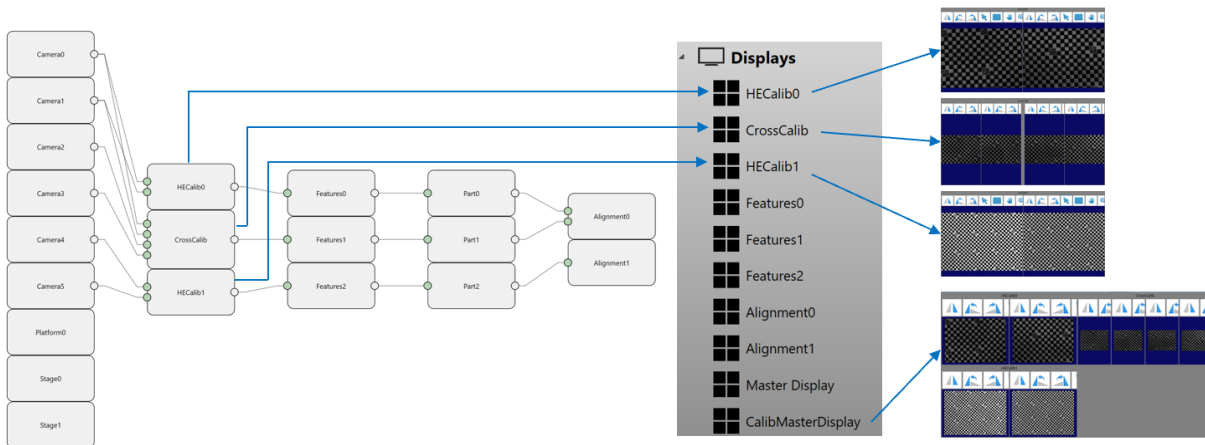 Camera0
Camera1
Camera2
Camera3
Camera4
Camera5
Platform0
Stage0
Stage1
HECalib0
CrossCalib
HECalib1
Features0
Features1
Features2
Part0
Part1
Part2
Alignment0
Alignment1
Displays
HECalib0
CrossCalib
HECalib1
Features0
Features1
Features2
Alignment0
Alignment1
Master Display
CalibMasterDisplay